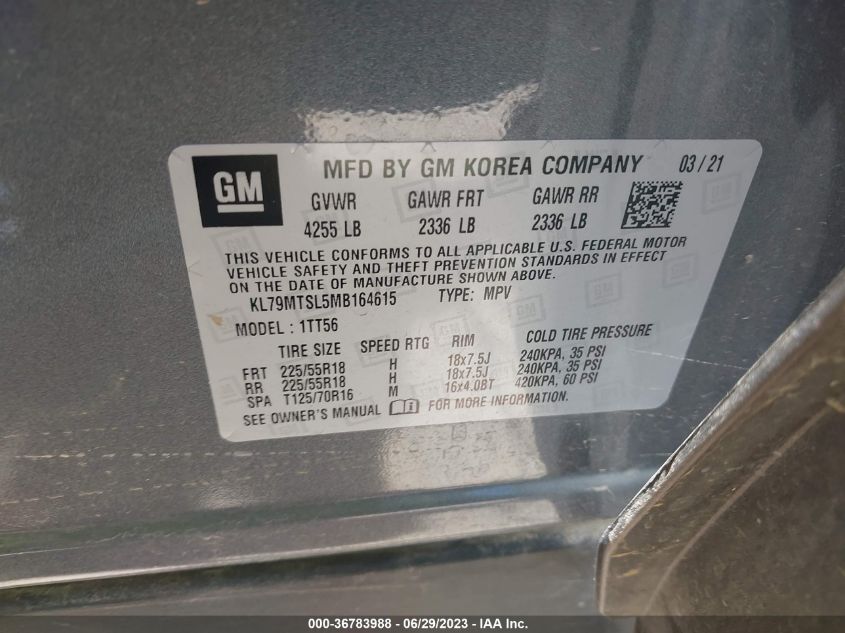 GM
MFD BY GM KOREA COMPANY 03/21
GVWR GAWR FRT GAWR RR
4255 LB 2336 LB 2336 LB
THIS VEHICLE CONFORMS TO ALL APPLICABLE U.S. FEDERAL MOTOR
VEHICLE SAFETY AND THEFT PREVENTION STANDARDS IN EFFECT
ON THE DATE OF MANUFACTURE SHOWN ABOVE.
KL79MTSL5MB164615 TYPE: MPV
MODEL : 1TT56
TIRE SIZE SPEED RTG RIM COLD TIRE PRESSURE
FRT 225/55R18 H 18x7.5J 240KPA, 35 PSI
RR 225/55R18 H 18x7.5J 240KPA, 35 PSI
SPA T125/70R16 M 16x4.0BT 420KPA, 60 PSI
SEE OWNER'S MANUAL FOR MORE INFORMATION.
000-36783988 - 06/29/2023 - IAA Inc.